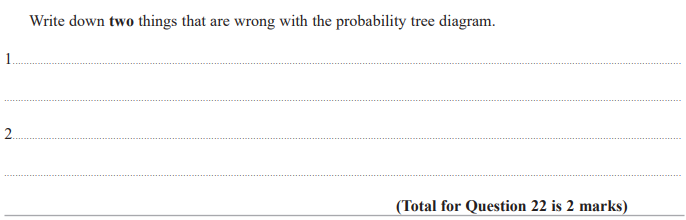 Write down two things that are wrong with the probability tree diagram.
1
2
(Total for Question 22 is 2 marks)